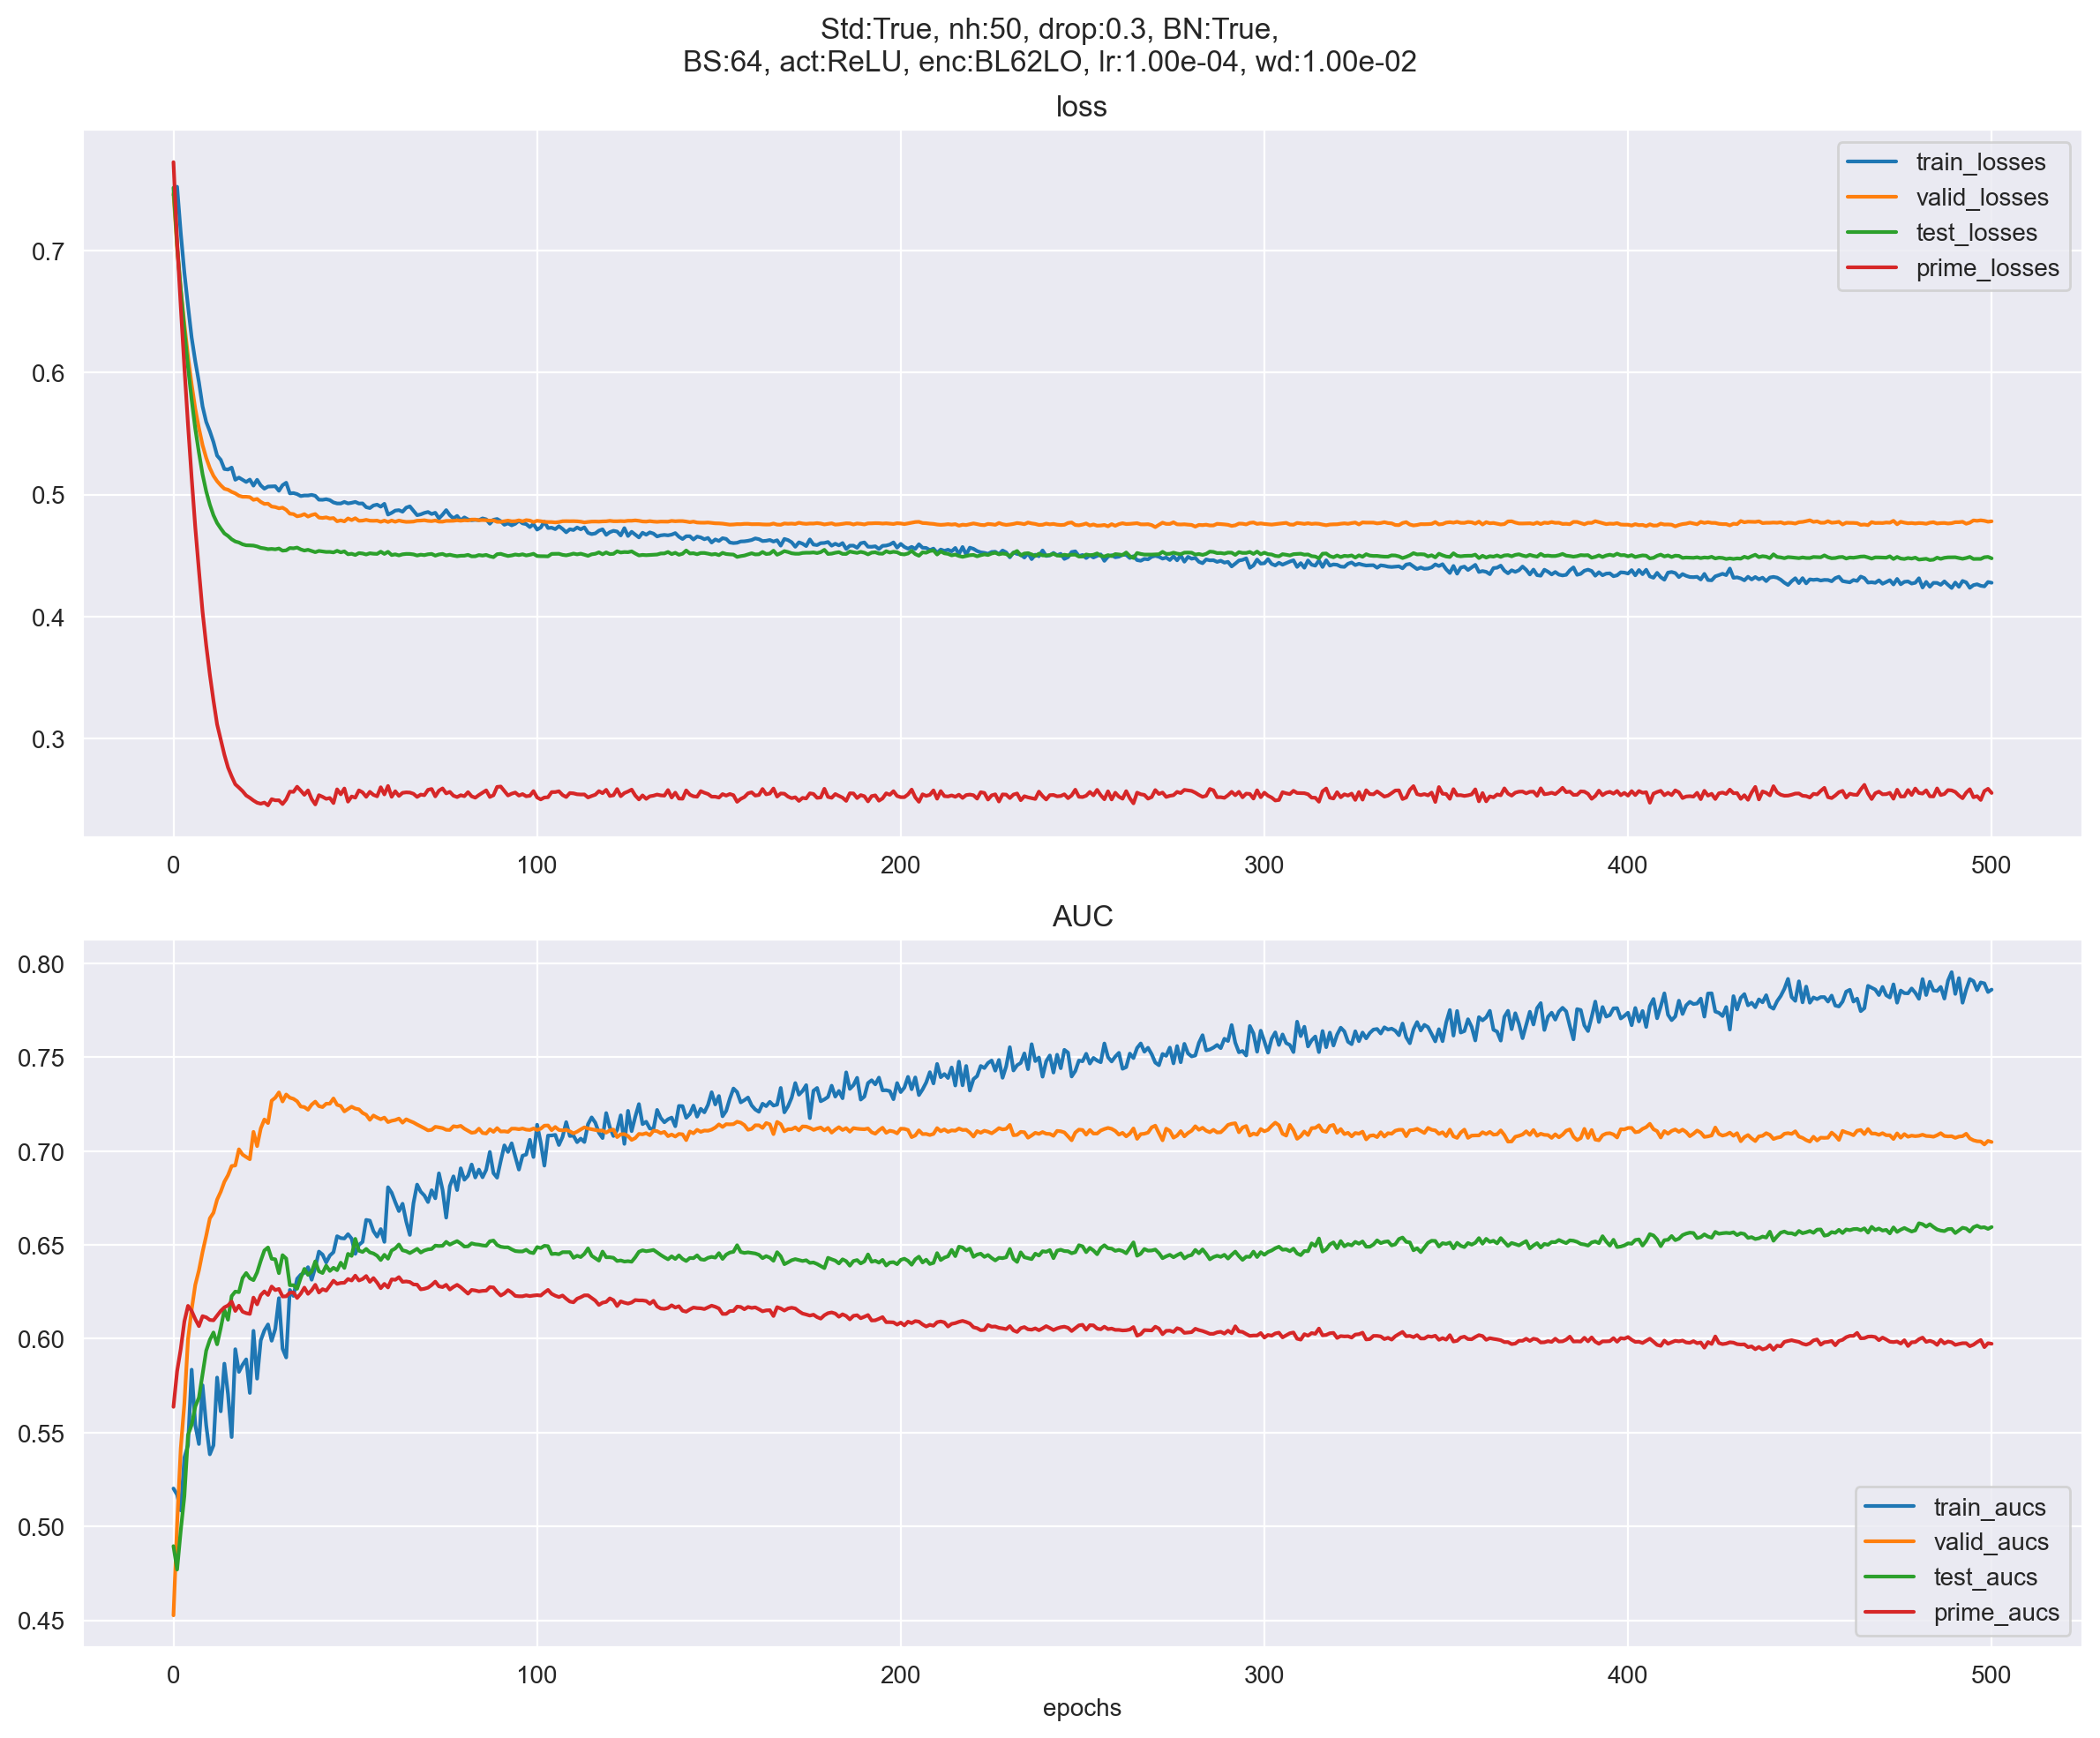 Std:True, nh:50, drop:0.3, BN:True,
BS:64, act:ReLU, enc:BL62LO, lr:1.00e-04, wd:1.00e-02
loss
train_losses
valid_losses
test_losses
prime_losses
0.7
0.6
0.5
0.4
0.3
0 100 200 300 400 500
AUC
0.80
0.75
0.70
0.65
0.60
0.55
0.50
0.45
train_aucs
valid_aucs
test_aucs
prime_aucs
0 100 200 300 400 500
epochs